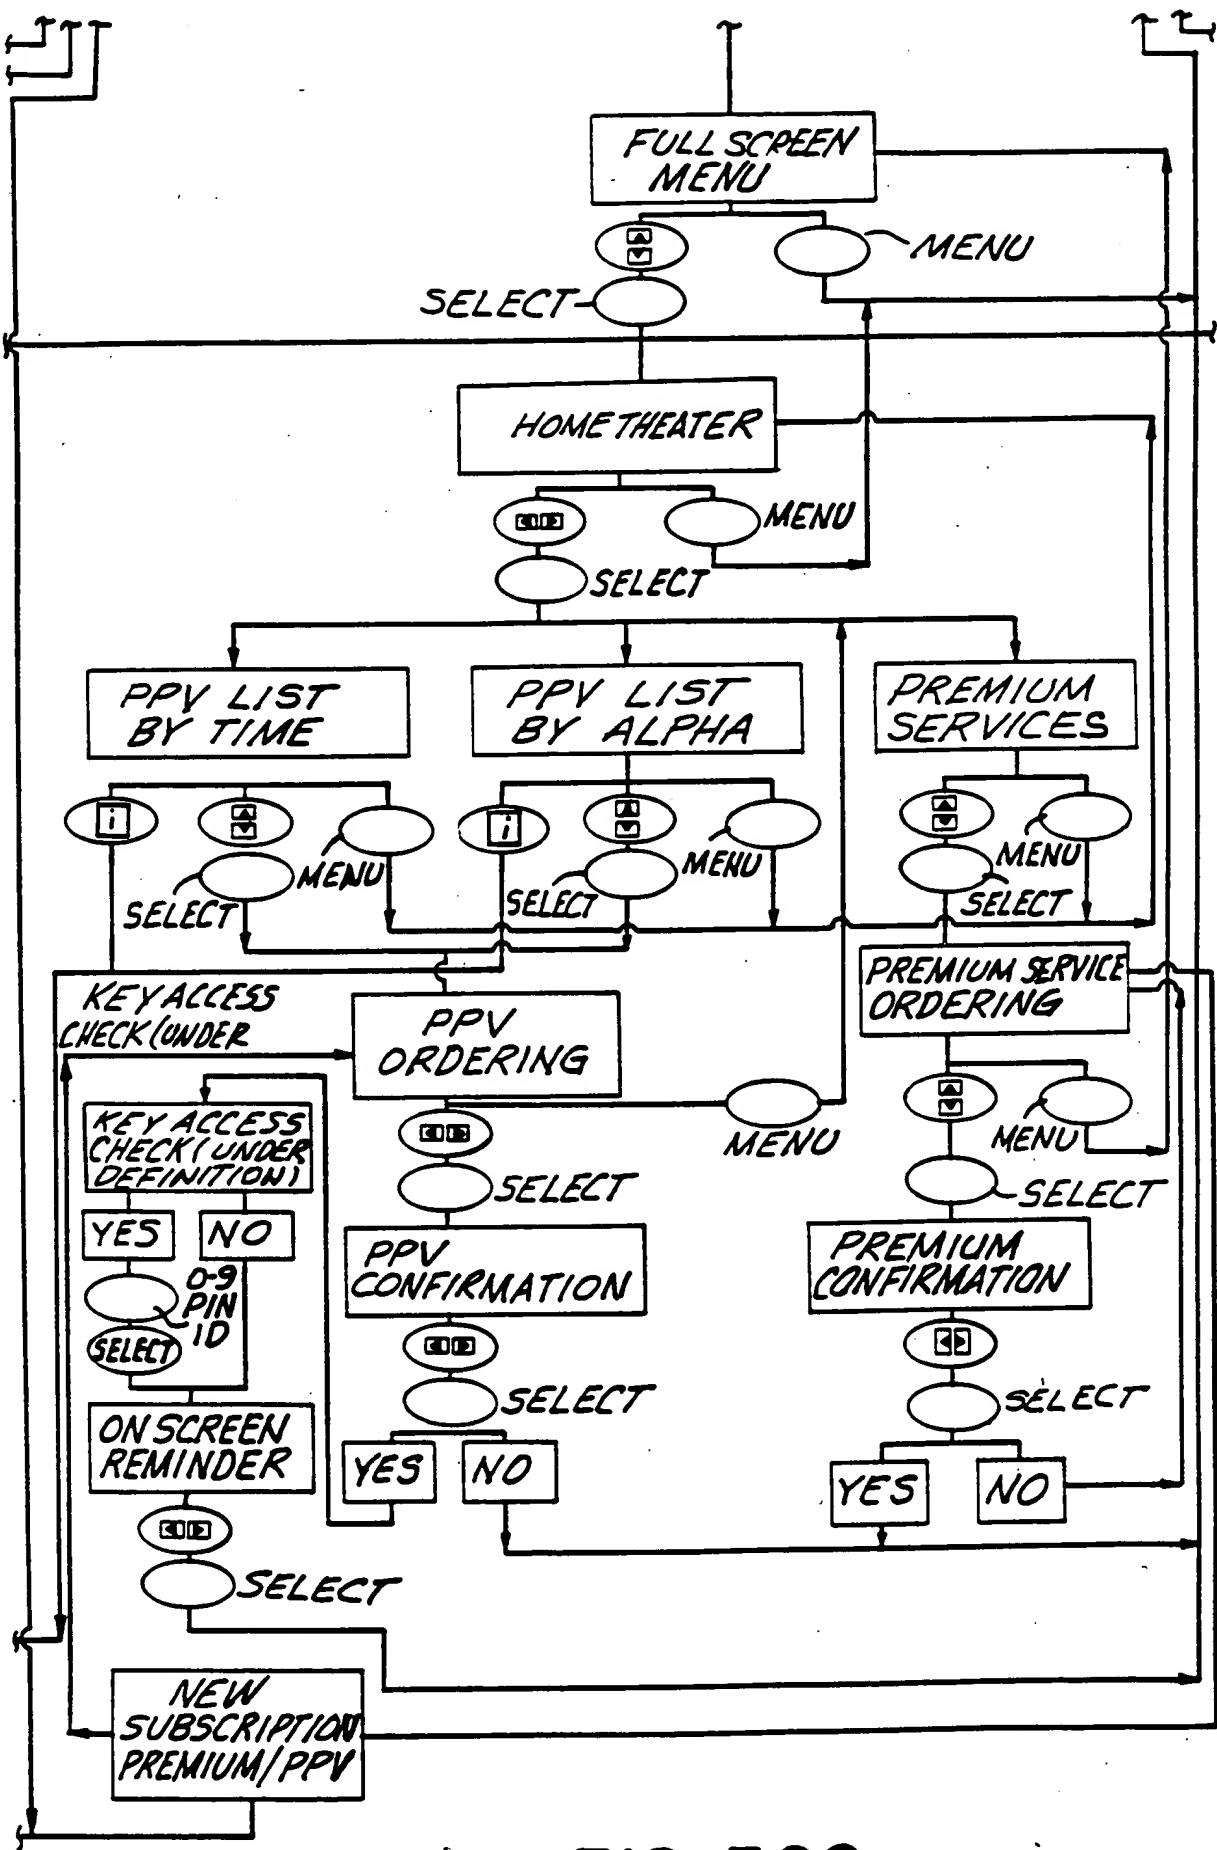 FULL SCREEN
MENU
MENU
SELECT
HOME THEATER
MENU
SELECT
PPV LIST
BY TIME
PPV LIST
BY ALPHA
PREMIUM
SERVICES
i
MENU
SELECT
i
MENU
SELECT
MENU
SELECT
KEY ACCESS
CHECK (UNDER
PPV
ORDERING
PREMIUM SERVICE
ORDERING
KEY ACCESS
CHECK (UNDER
DEFINITION)
MENU
MENU
SELECT
SELECT
YES
NO
0-9
PIN
ID
SELECT
PPV
CONFIRMATION
PREMIUM
CONFIRMATION
SELECT
SELECT
ON SCREEN
REMINDER
YES
NO
YES
NO
SELECT
NEW
SUBSCRIPTION
PREMIUM/PPV